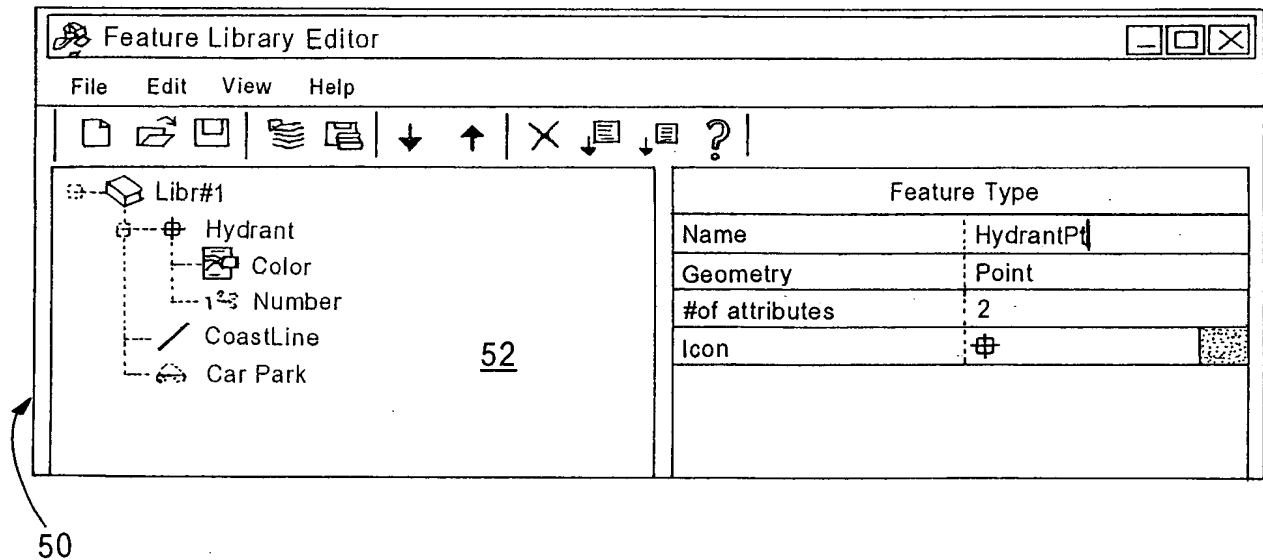 Feature Library Editor
File Edit View Help
?
Libr#1
Hydrant
Color
123 Number
CoastLine
Car Park
52
Feature Type
Name HydrantPt
Geometry Point
#of attributes 2
Icon
50